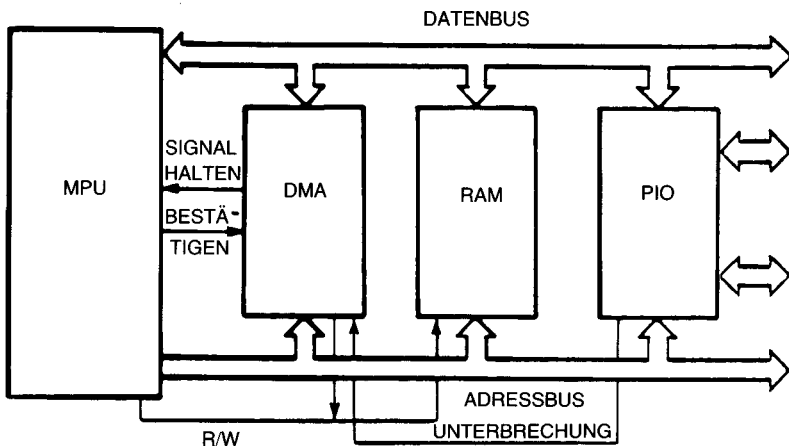 DATENBUS
SIGNAL
HALTEN
MPU
DMA
RAM
PIO
BESTÄ-
TIGEN
ADRESSBUS
R/W
UNTERBRECHUNG